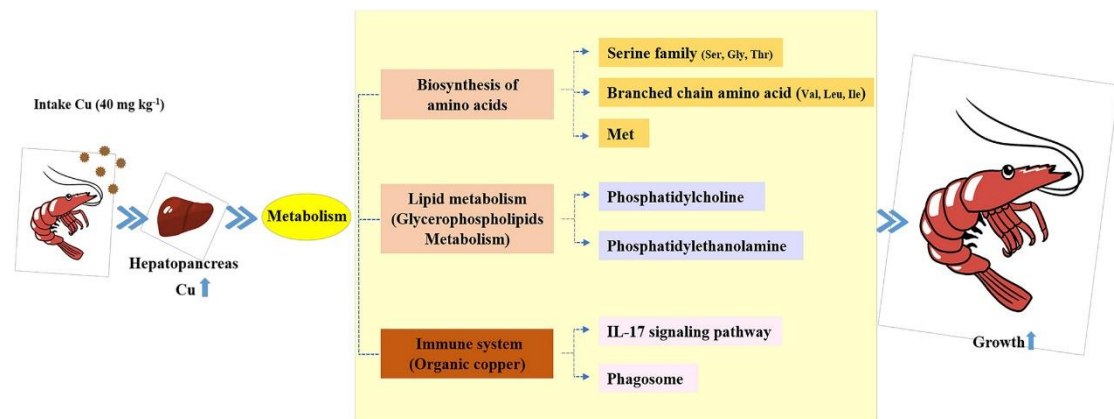 Intake Cu (40 mg kg⁻¹)
Hepatopancreas
Cu
Metabolism
Biosynthesis of
amino acids
Serine family (Ser, Gly, Thr)
Branched chain amino acid (Val, Leu, Ile)
Met
Lipid metabolism
(Glycerophospholipids
Metabolism)
Phosphatidylcholine
Phosphatidylethanolamine
Immune system
(Organic copper)
IL-17 signaling pathway
Phagosome
Growth